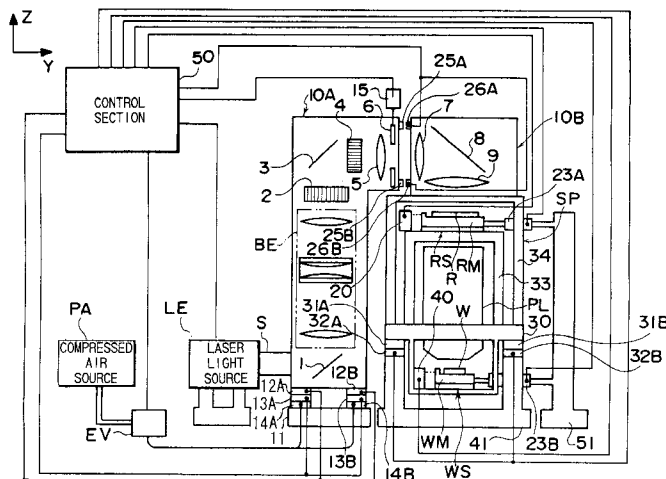 Z
Y
50
CONTROL
SECTION
15
10A
4
6
25A
26A
7
10B
3
5
8
9
2
23A
SP
25B
26B
BE
20
RS
R
RM
33
34
PA
LE
S
31A
32A
40
W
PL
30
31B
32B
COMPRESSED
AIR
SOURCE
LASER
LIGHT
SOURCE
1
12B
12A
13A
14A
11
EV
13B
14B
WM
WS
41
23B
51